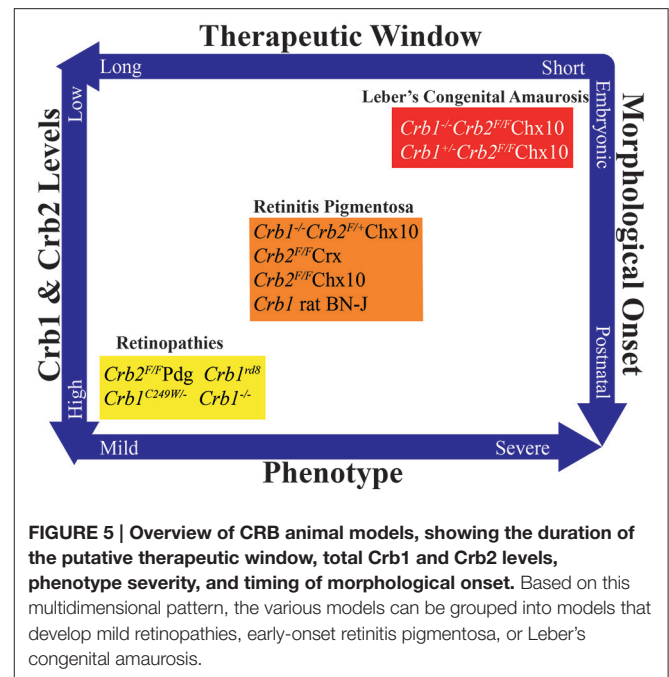 Therapeutic Window
Long Short
Crb1 & Crb2 Levels
Low
High
Embryonic
Postnatal
Morphological Onset
Leber's Congenital Amaurosis
Crb1-/-Crb2F/FChx10
Crb1+/-Crb2F/FChx10
Retinitis Pigmentosa
Crb1-/-Crb2F/+Chx10
Crb2F/FCrx
Crb2F/FChx10
Crb1 rat BN-J
Retinopathies
Crb2F/FPdg Crb1rd8
Crb1C249W/- Crb1-/-
Mild Severe
Phenotype
FIGURE 5 | Overview of CRB animal models, showing the duration of
the putative therapeutic window, total Crb1 and Crb2 levels,
phenotype severity, and timing of morphological onset. Based on this
multidimensional pattern, the various models can be grouped into models that
develop mild retinopathies, early-onset retinitis pigmentosa, or Leber's
congenital amaurosis.